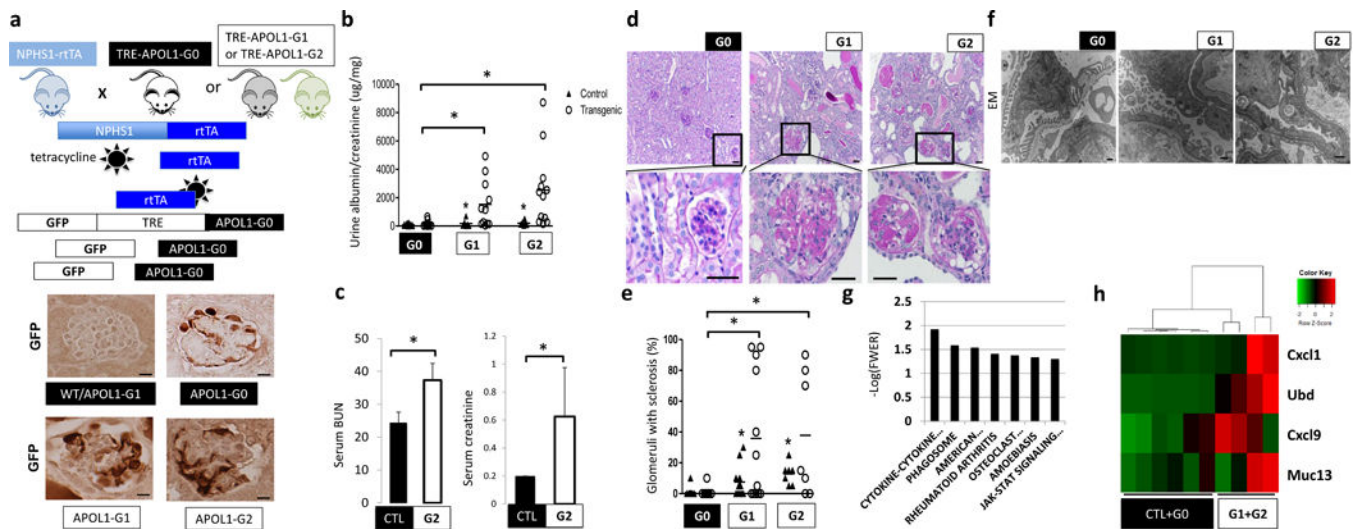 a
NPHS1-rtTA
TRE-APOL1-G0
TRE-APOL1-G1
or TRE-APOL1-G2
x
or
NPHS1
rtTA
tetracycline
rtTA
rtTA
GFP
TRE
APOL1-G0
GFP
APOL1-G0
GFP
APOL1-G0
GFP
WT/APOL1-G1
APOL1-G0
GFP
APOL1-G1
APOL1-G2
b
Urine albumin/creatinine (ug/mg)
10000
8000
6000
4000
2000
0
*
*
*
*
Control
Transgenic
G0
G1
G2
c
Serum BUN
50
40
30
20
10
0
*
CTL
G2
Serum creatinine
1.2
1
0.8
0.6
0.4
0.2
0
*
CTL
G2
d
G0
G1
G2
e
Glomeruli with sclerosis (%)
100
80
60
40
20
0
*
*
*
*
G0
G1
G2
f
EM
G0
G1
G2
g
-Log(FWER)
2.5
2
1.5
1
0.5
0
CYTOKINE-CYTOKINE...
PHAGOSOME
AMERICAN...
RHEUMATOID ARTHRITIS
OSTEOCLAST...
AMOEBIASIS
JAK-STAT SIGNALING...
h
Color Key
-2 0 2
Row Z-Score
Cxcl1
Ubd
Cxcl9
Muc13
CTL+G0
G1+G2